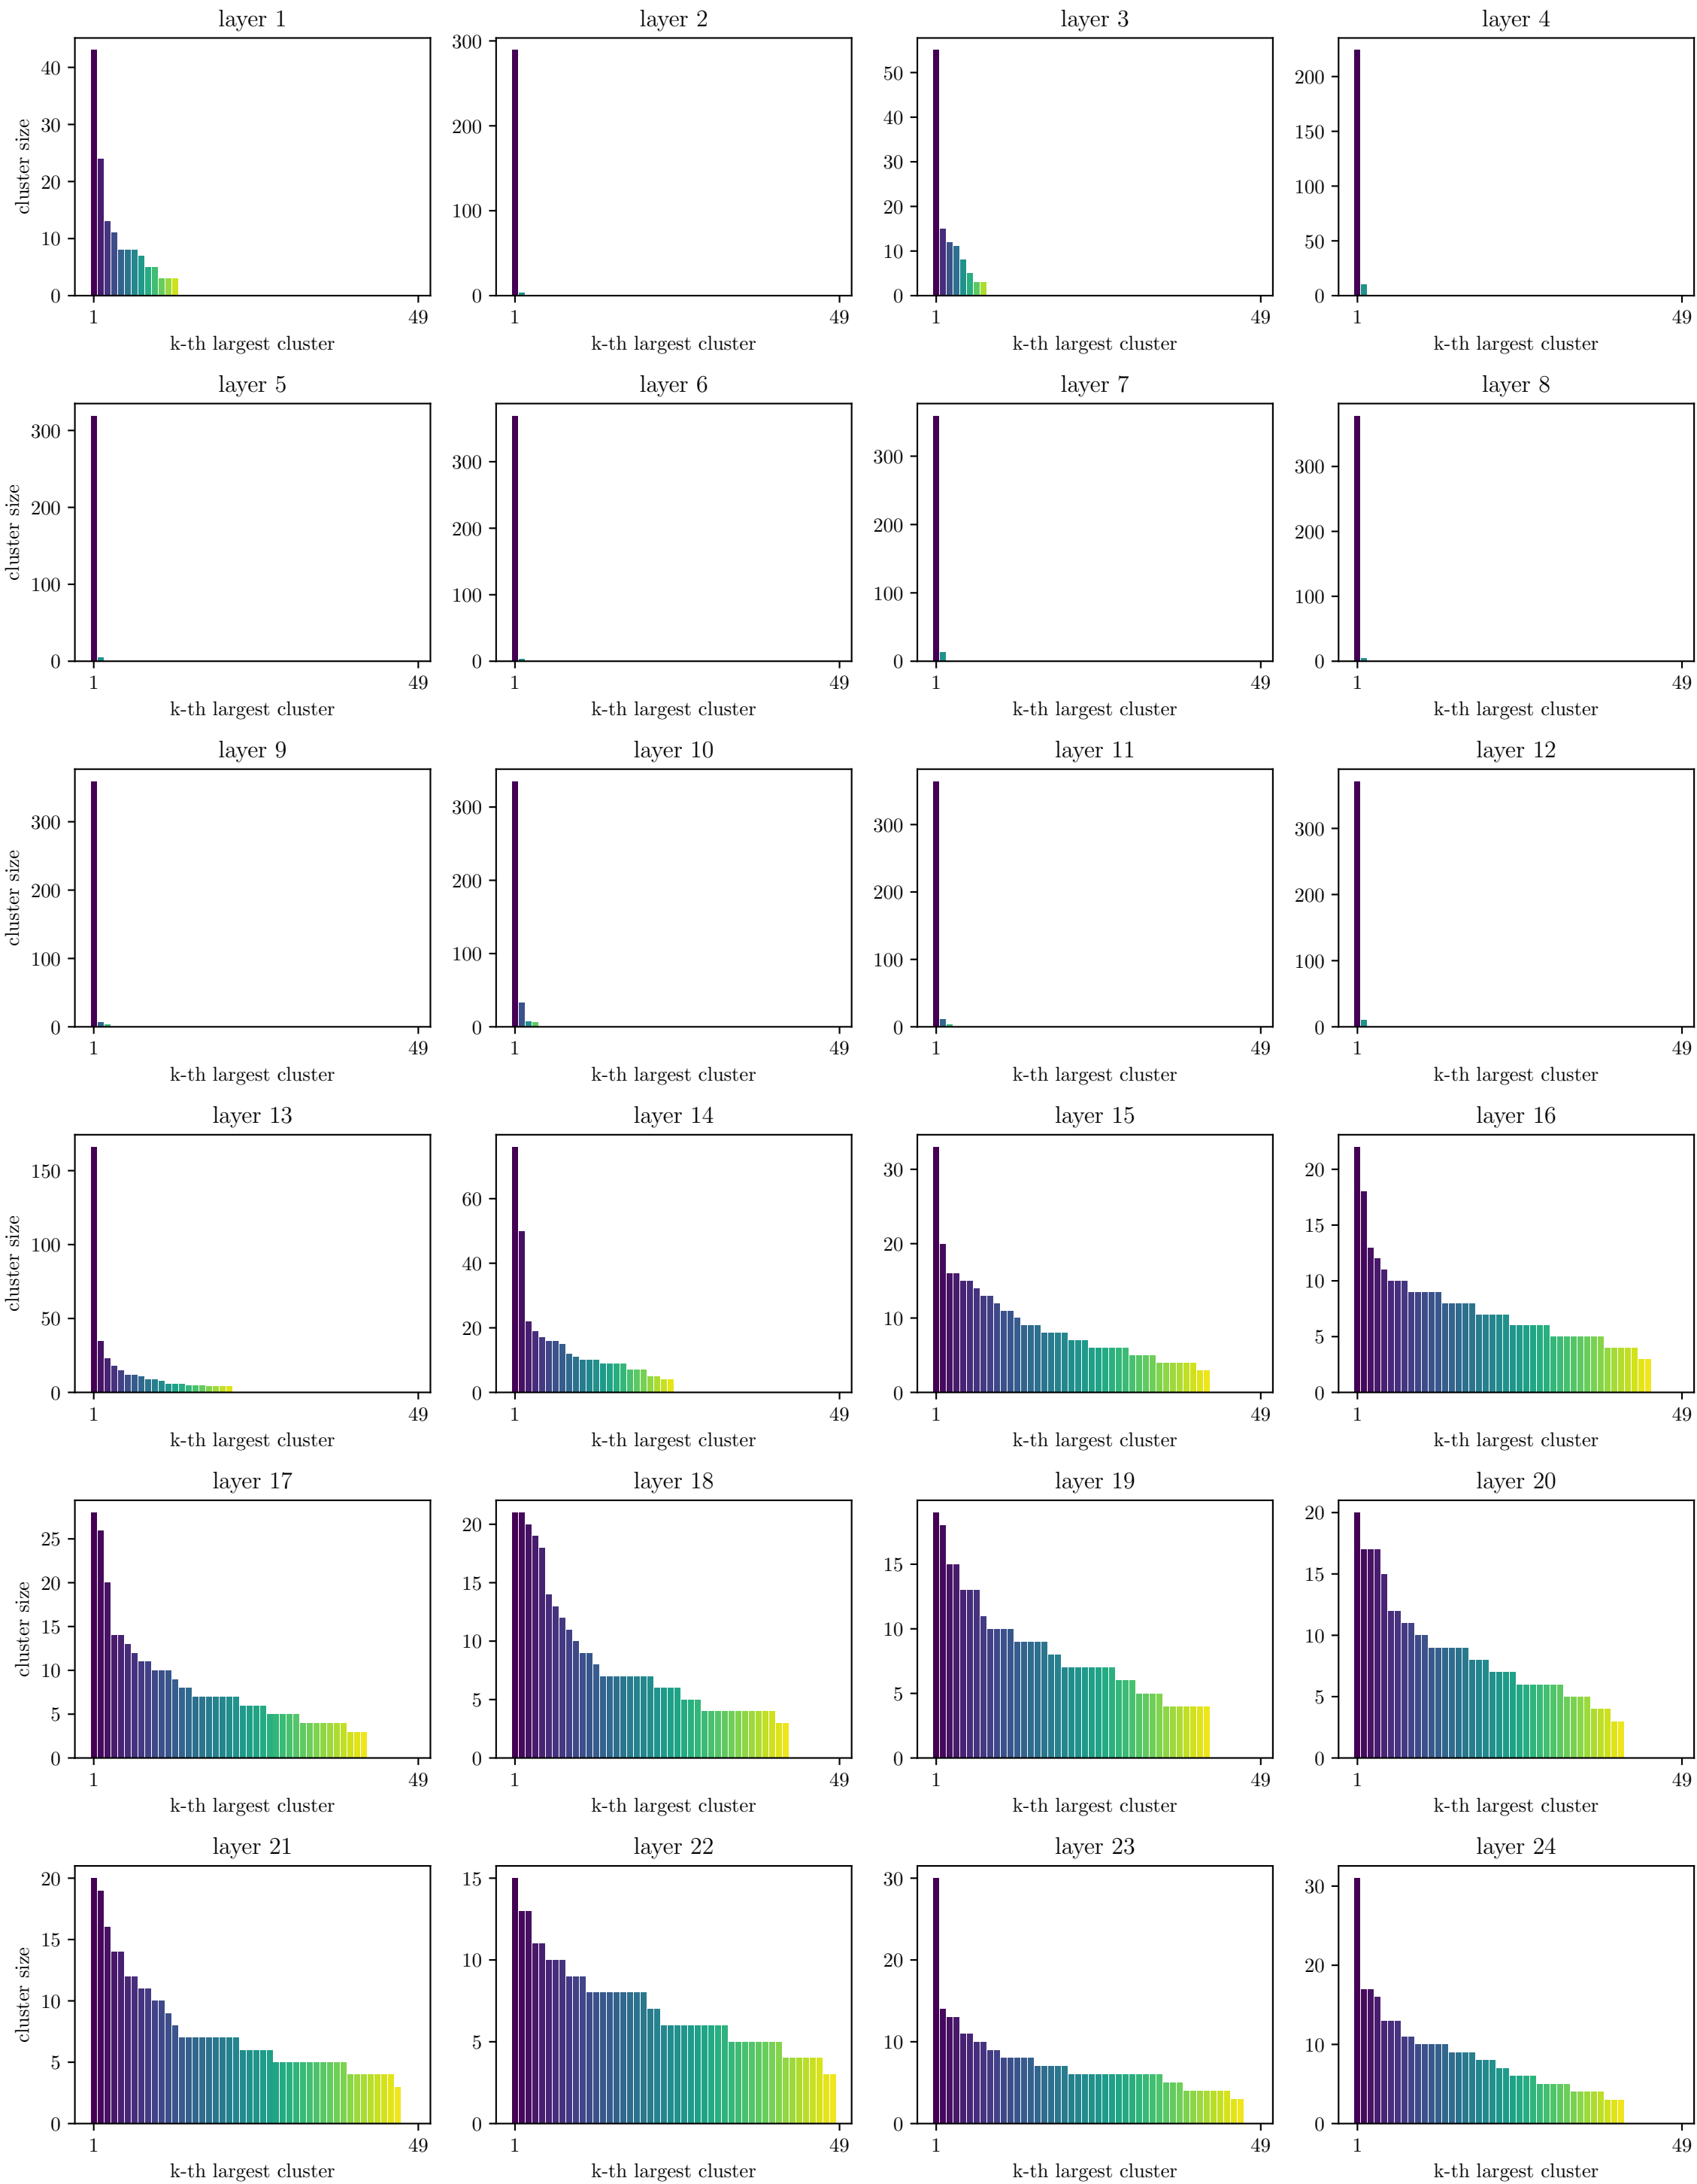 layer 1
layer 2
layer 3
layer 4
cluster size
40
30
20
10
0
300
200
100
0
50
40
30
20
10
0
200
150
100
50
0
1 49
1 49
1 49
1 49
k-th largest cluster
k-th largest cluster
k-th largest cluster
k-th largest cluster
layer 5
layer 6
layer 7
layer 8
cluster size
300
200
100
0
300
200
100
0
300
200
100
0
300
200
100
0
1 49
1 49
1 49
1 49
k-th largest cluster
k-th largest cluster
k-th largest cluster
k-th largest cluster
layer 9
layer 10
layer 11
layer 12
cluster size
300
200
100
0
300
200
100
0
300
200
100
0
300
200
100
0
1 49
1 49
1 49
1 49
k-th largest cluster
k-th largest cluster
k-th largest cluster
k-th largest cluster
layer 13
layer 14
layer 15
layer 16
cluster size
150
100
50
0
60
40
20
0
30
20
10
0
20
15
10
5
0
1 49
1 49
1 49
1 49
k-th largest cluster
k-th largest cluster
k-th largest cluster
k-th largest cluster
layer 17
layer 18
layer 19
layer 20
cluster size
25
20
15
10
5
0
20
15
10
5
0
15
10
5
0
20
15
10
5
0
1 49
1 49
1 49
1 49
k-th largest cluster
k-th largest cluster
k-th largest cluster
k-th largest cluster
layer 21
layer 22
layer 23
layer 24
cluster size
20
15
10
5
0
15
10
5
0
30
20
10
0
30
20
10
0
1 49
1 49
1 49
1 49
k-th largest cluster
k-th largest cluster
k-th largest cluster
k-th largest cluster